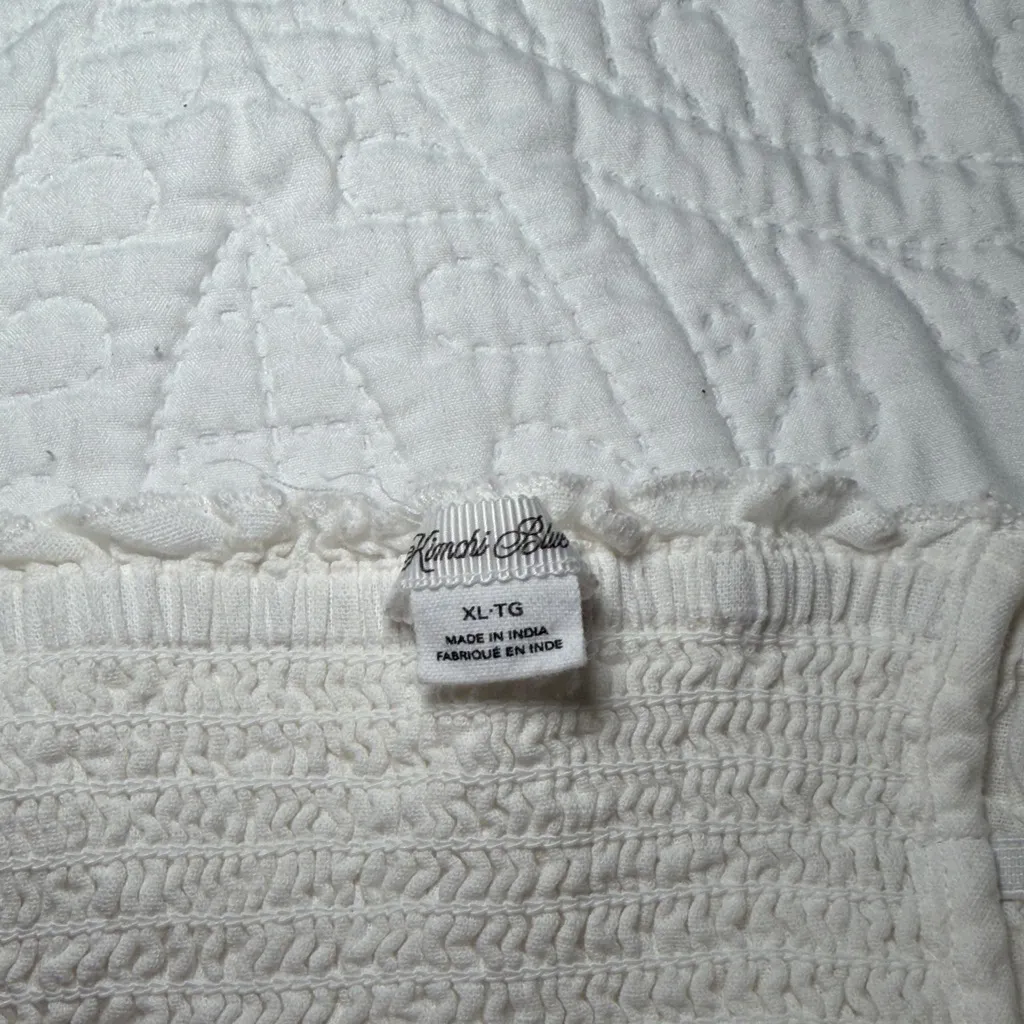 Kimchi Blue
XL·TG
MADE IN INDIA
FABRIQUÉ EN INDE